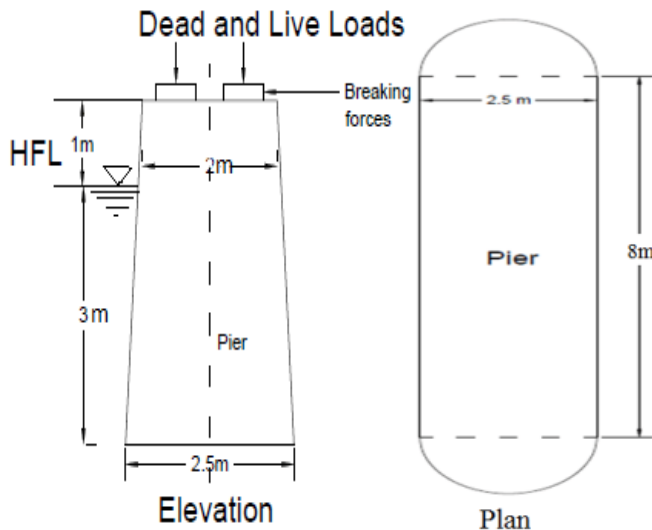 Dead and Live Loads
Breaking
forces
HFL
1m
2m
2.5 m
3m
Pier
Pier
8m
2.5m
Elevation
Plan